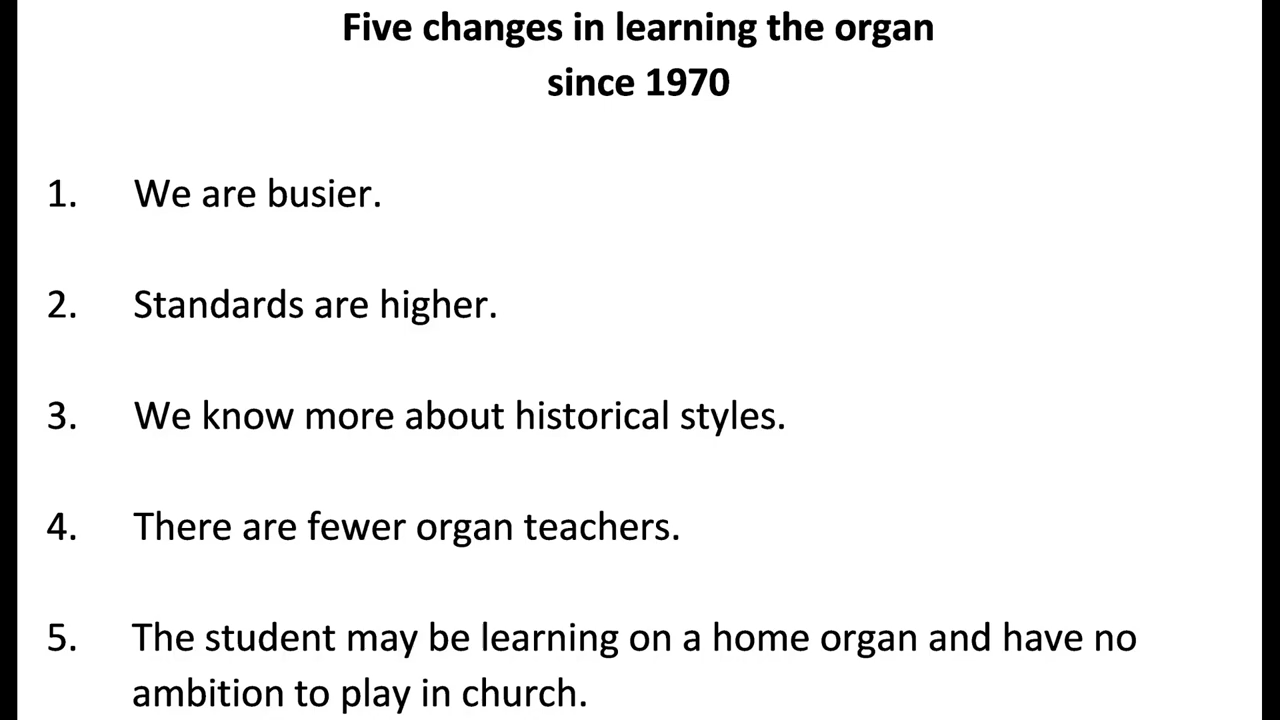 Five changes in learning the organ
since 1970
1. We are busier.
2. Standards are higher.
3. We know more about historical styles.
4. There are fewer organ teachers.
5. The student may be learning on a home organ and have no
ambition to play in church.